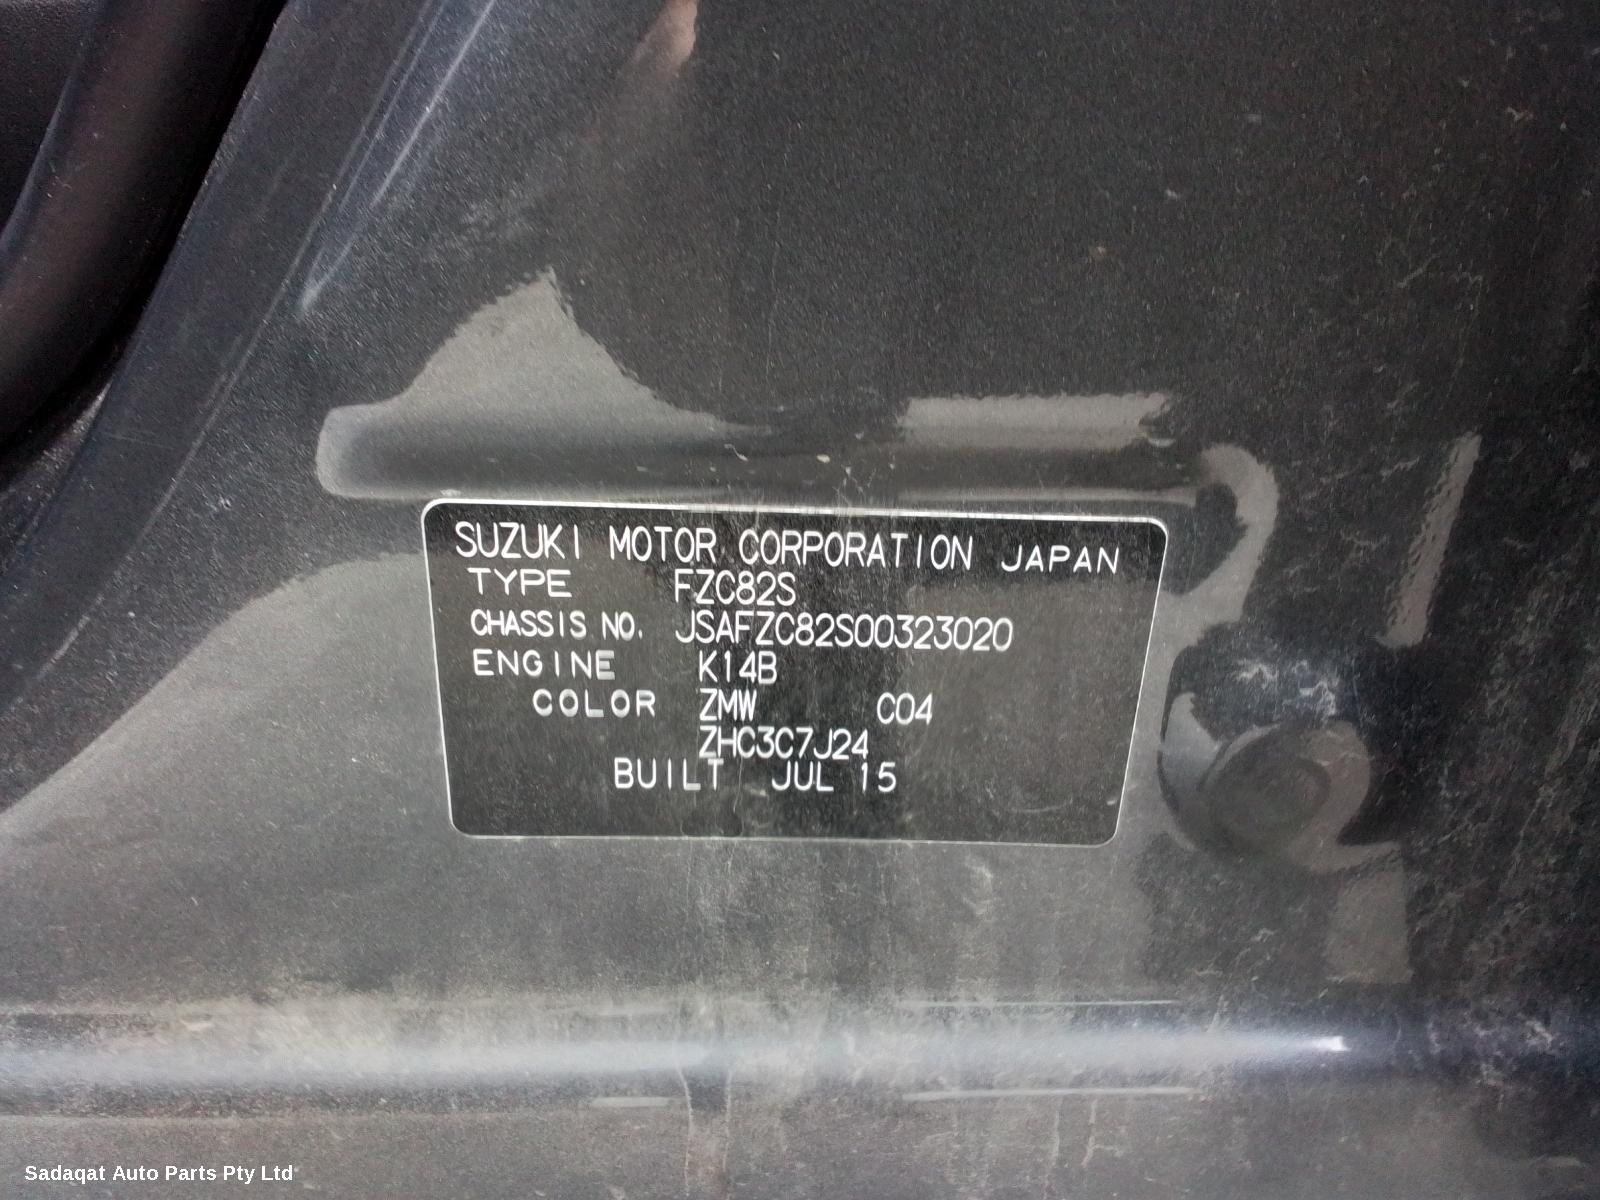 SUZUKI MOTOR CORPORATION JAPAN
TYPE FZC82S
CHASSIS NO. JSAFZC82S00323020
ENGINE K14B
COLOR ZMW C04
ZHC3C7J24
BUILT JUL 15
Sadaqat Auto Parts Pty Ltd